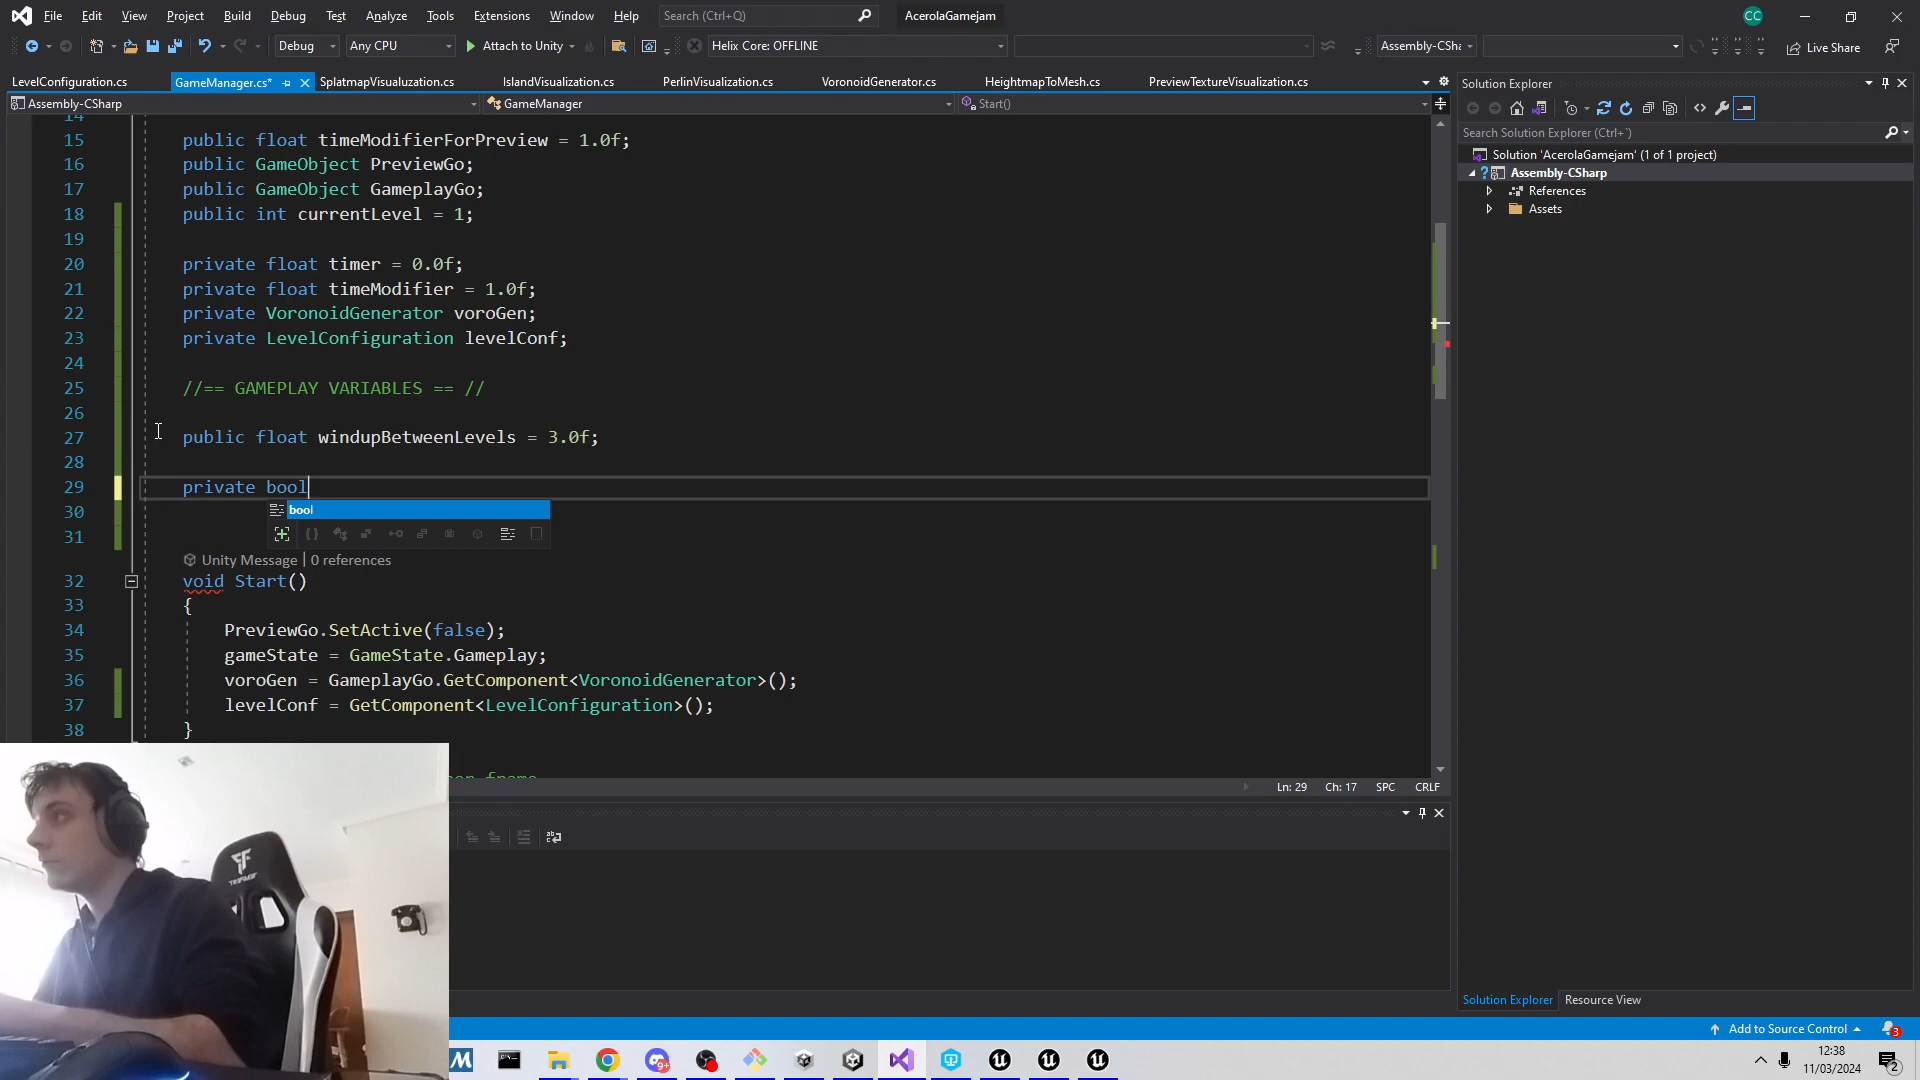 File Edit View Project Build Debug Test Analyze Tools Extensions Window Help Search (Ctrl+Q) AcerolaGamejam CC
Debug Any CPU Attach to Unity Helix Core: OFFLINE Assembly-CSha Live Share
LevelConfiguration.cs GameManager.cs* SplatmapVisualuzation.cs IslandVisualization.cs PerlinVisualization.cs VoronoidGenerator.cs HeightmapToMesh.cs PreviewTextureVisualization.cs
Assembly-CSharp GameManager Start()
14
15 public float timeModifierForPreview = 1.0f;
16 public GameObject PreviewGo;
17 public GameObject GameplayGo;
18 public int currentLevel = 1;
19
20 private float timer = 0.0f;
21 private float timeModifier = 1.0f;
22 private VoronoidGenerator voroGen;
23 private LevelConfiguration levelConf;
24
25 //== GAMEPLAY VARIABLES == //
26
27 public float windupBetweenLevels = 3.0f;
28
29 private bool
bool
30
31
Unity Message | 0 references
32 void Start()
33 {
34 PreviewGo.SetActive(false);
35 gameState = GameState.Gameplay;
36 voroGen = GameplayGo.GetComponent<VoronoidGenerator>();
37 levelConf = GetComponent<LevelConfiguration>();
38 }
Ln: 29 Ch: 17 SPC CRLF
Solution Explorer
Search Solution Explorer (Ctrl+¨)
Solution 'AcerolaGamejam' (1 of 1 project)
Assembly-CSharp
References
Assets
Solution Explorer Resource View
Add to Source Control 3
12:38
11/03/2024
2
9+